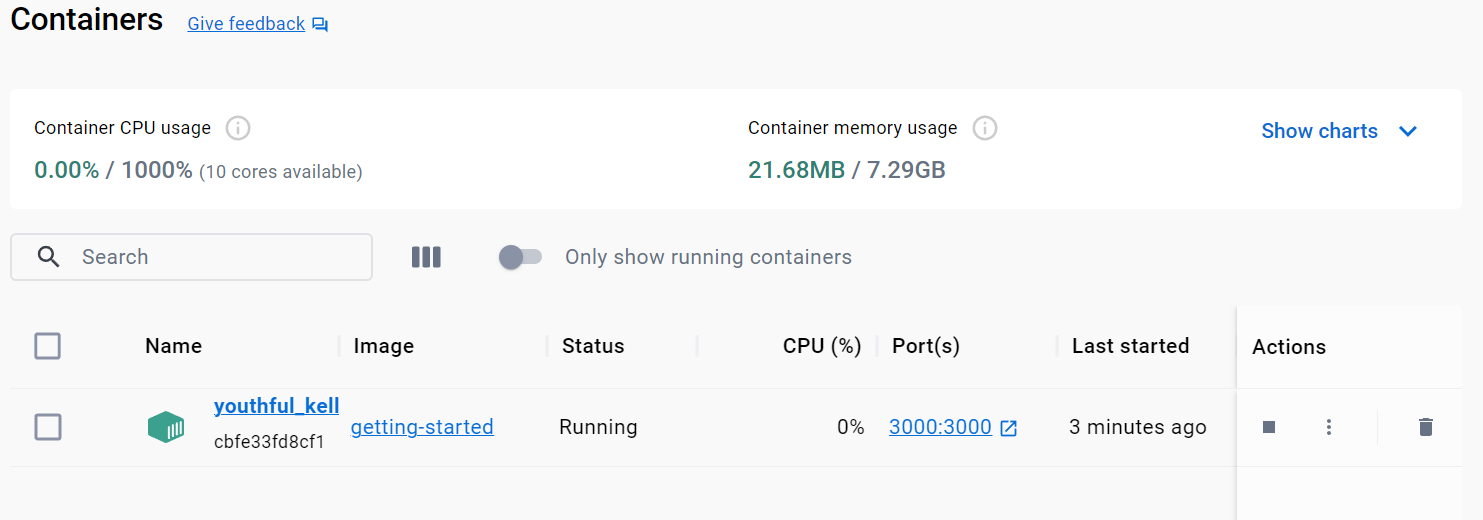 Containers Give feedback
Container CPU usage
0.00% / 1000% (10 cores available)
Container memory usage
21.68MB / 7.29GB
Show charts
Search
Only show running containers
Name Image Status CPU (%) Port(s) Last started Actions
youthful_kell
cbfe33fd8cf1
getting-started Running 0% 3000:3000 3 minutes ago